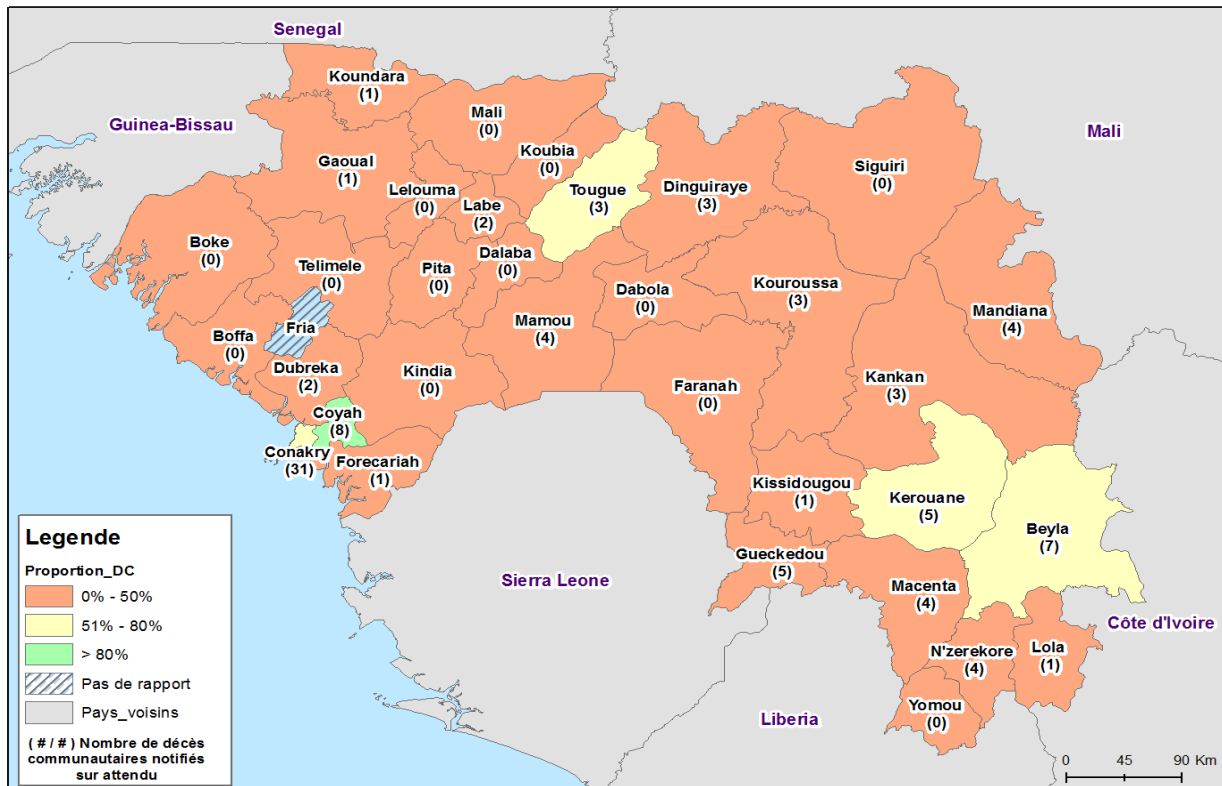 Senegal
Koundara
(1)
Mali
(0)
Guinea-Bissau
Mali
Koubia
(0)
Gaoual
(1)
Siguiri
(0)
Lelouma
(0)
Tougue
(3)
Dinguiraye
(3)
Labe
(2)
Boke
(0)
Dalaba
(0)
Telimele
(0)
Pita
(0)
Dabola
(0)
Kouroussa
(3)
Mandiana
(4)
Fria
Mamou
(4)
Boffa
(0)
Dubreka
(2)
Kindia
(0)
Kankan
(3)
Faranah
(0)
Coyah
(8)
Conakry
(31)
Forecariah
(1)
Kissidougou
(1)
Kerouane
(5)
Beyla
(7)
Gueckedou
(5)
Sierra Leone
Macenta
(4)
Côte d'Ivoire
N'zerekore
(4)
Lola
(1)
Yomou
(0)
Liberia
Legende
Proportion_DC
0% - 50%
51% - 80%
> 80%
Pas de rapport
Pays_voisins
( # / # ) Nombre de décès
communautaires notifiés
sur attendu
0 45 90 Km